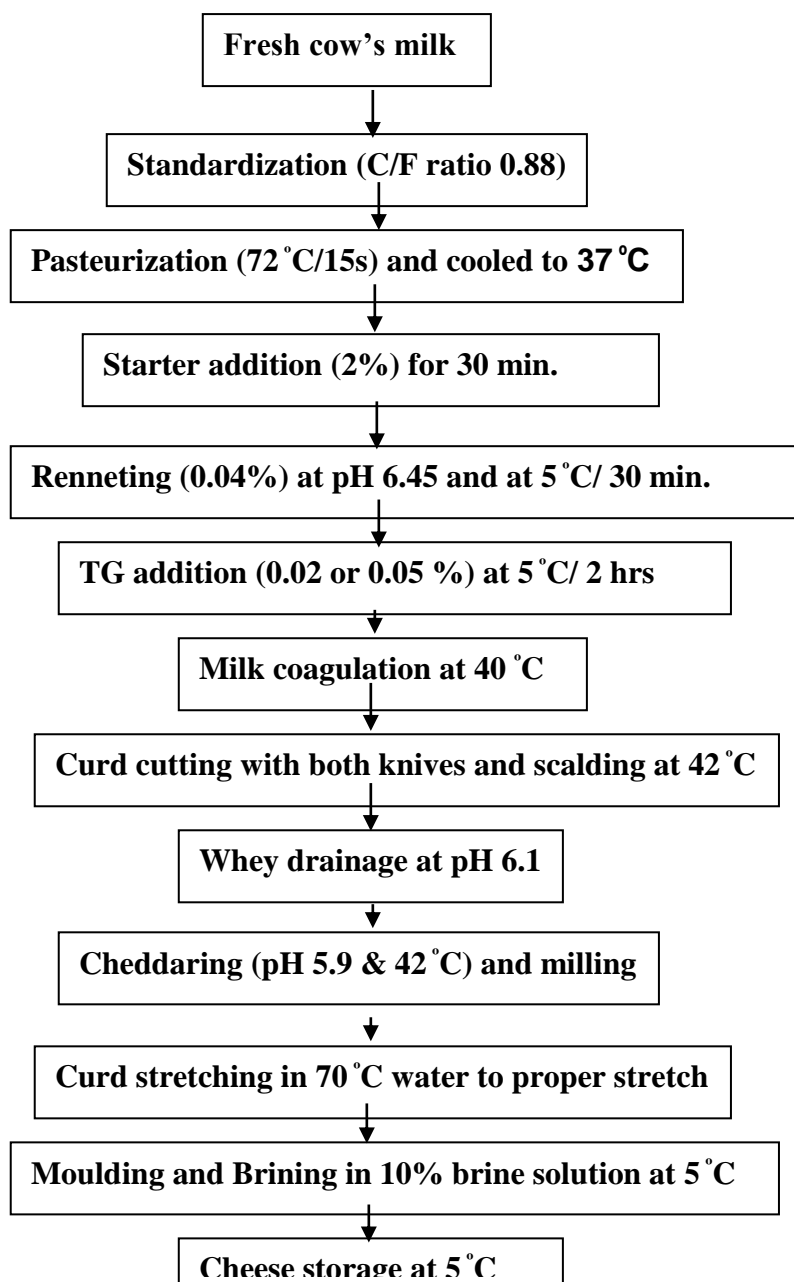 Fresh cow’s milk
Standardization (C/F ratio 0.88)
Pasteurization (72 °C/15s) and cooled to 37 °C
Starter addition (2%) for 30 min.
Renneting (0.04%) at pH 6.45 and at 5 °C/ 30 min.
TG addition (0.02 or 0.05 %) at 5 °C/ 2 hrs
Milk coagulation at 40 °C
Curd cutting with both knives and scalding at 42 °C
Whey drainage at pH 6.1
Cheddaring (pH 5.9 & 42 °C) and milling
Curd stretching in 70 °C water to proper stretch
Moulding and Brining in 10% brine solution at 5 °C
Cheese storage at 5 °C